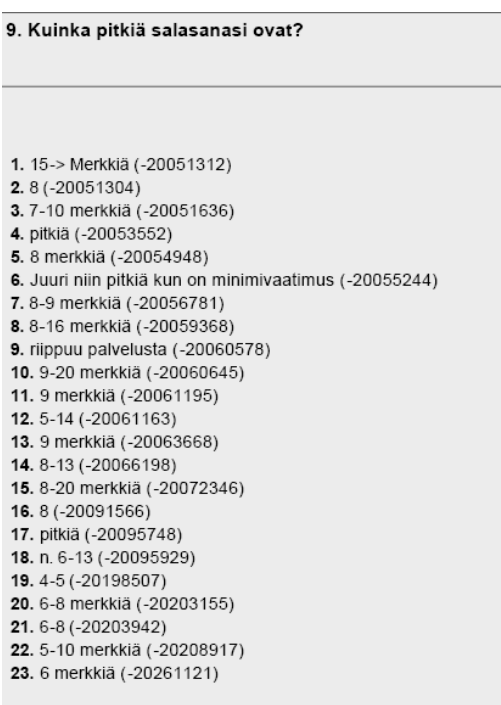 9. Kuinka pitkiä salasanasi ovat?
1. 15-> Merkkiä (-20051312)
2. 8 (-20051304)
3. 7-10 merkkiä (-20051636)
4. pitkiä (-20053552)
5. 8 merkkiä (-20054948)
6. Juuri niin pitkiä kun on minimivaatimus (-20055244)
7. 8-9 merkkiä (-20056781)
8. 8-16 merkkiä (-20059368)
9. riippuu palvelusta (-20060578)
10. 9-20 merkkiä (-20060645)
11. 9 merkkiä (-20061195)
12. 5-14 (-20061163)
13. 9 merkkiä (-20063668)
14. 8-13 (-20066198)
15. 8-20 merkkiä (-20072346)
16. 8 (-20091566)
17. pitkiä (-20095748)
18. n. 6-13 (-20095929)
19. 4-5 (-20198507)
20. 6-8 merkkiä (-20203155)
21. 6-8 (-20203942)
22. 5-10 merkkiä (-20208917)
23. 6 merkkiä (-20261121)